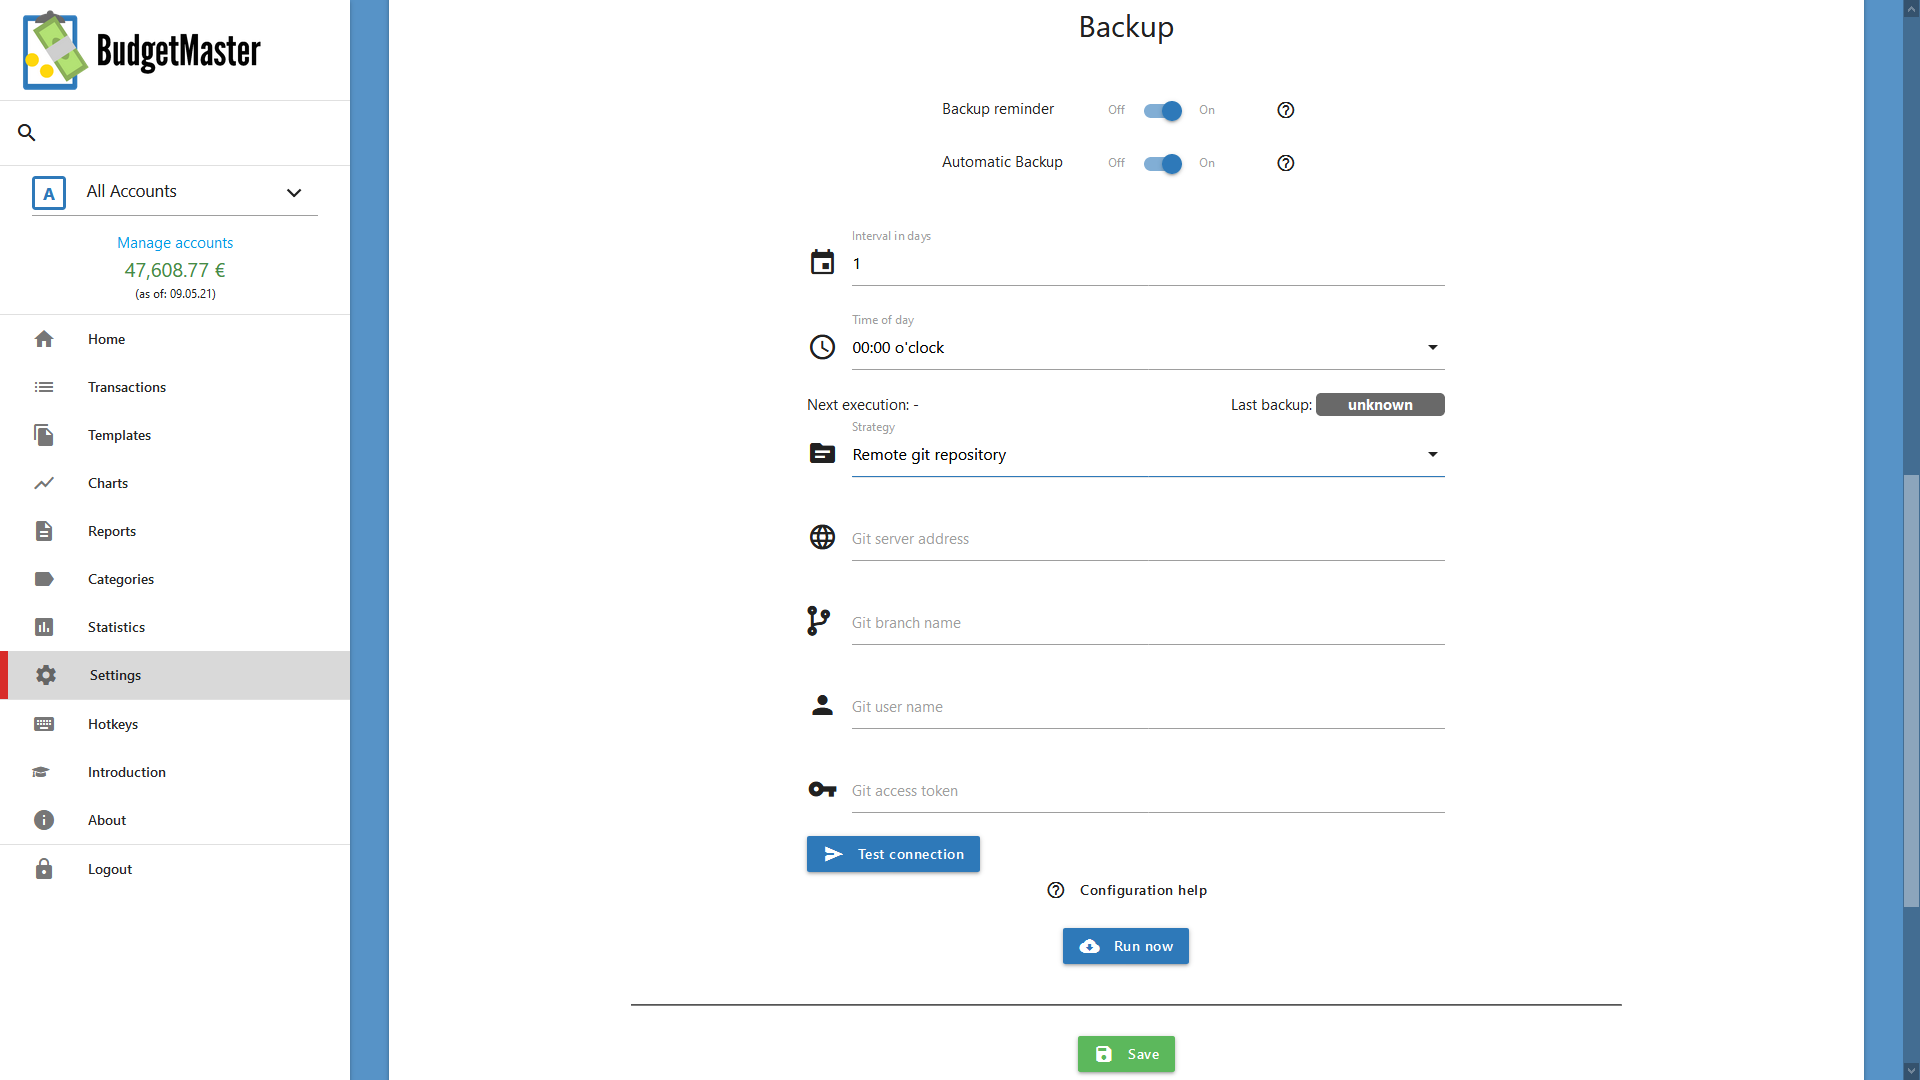 BudgetMaster
A All Accounts
Manage accounts
47,608.77 €
(as of: 09.05.21)
Home
Transactions
Templates
Charts
Reports
Categories
Statistics
Settings
Hotkeys
Introduction
About
Logout
Backup
Backup reminder Off On
Automatic Backup Off On
Interval in days
1
Time of day
00:00 o'clock
Next execution: - Last backup: unknown
Strategy
Remote git repository
Git server address
Git branch name
Git user name
Git access token
Test connection
Configuration help
Run now
Save